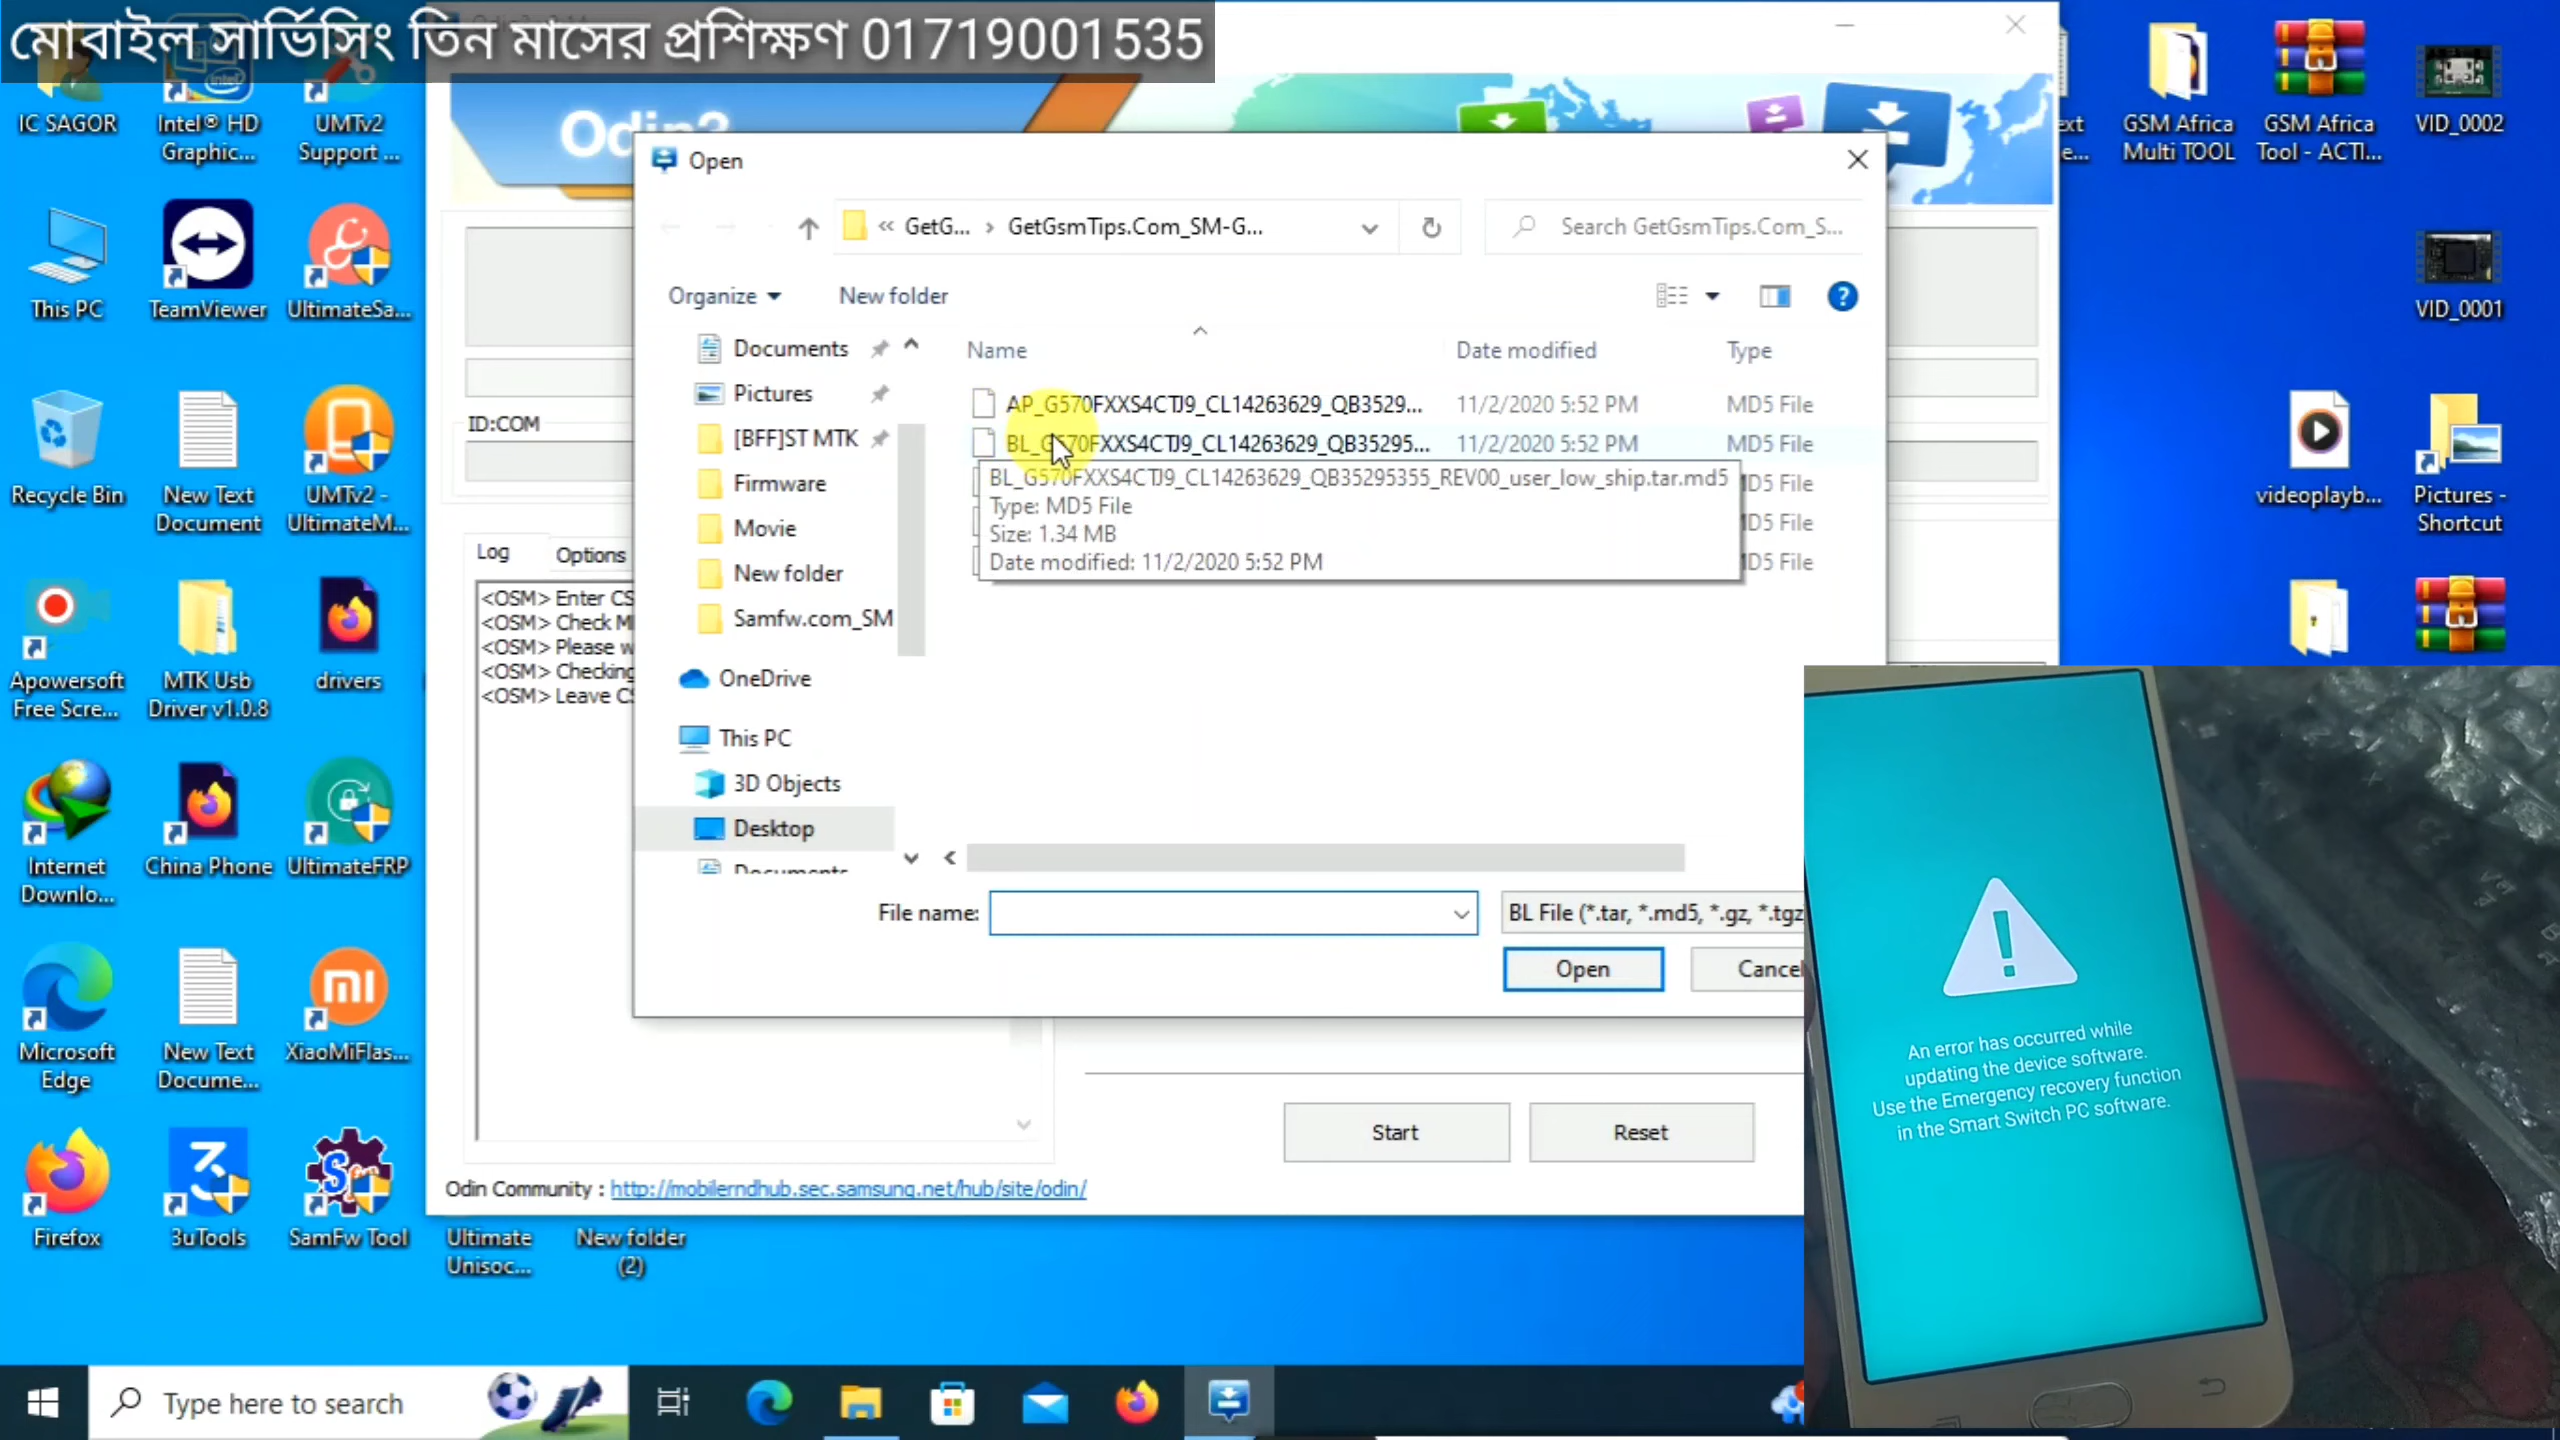 মোবাইল সার্ভিসিং তিন মাসের প্রশিক্ষণ 01719001535
IC SAGOR
Intel® HD
Graphic...
UMTv2
Support ...
GSM Africa
Multi TOOL
GSM Africa
Tool - ACTI...
VID_0002
This PC
TeamViewer
UltimateSa...
VID_0001
Recycle Bin
New Text
Document
UMTv2 -
UltimateM...
videoplayb...
Pictures -
Shortcut
Apowersoft
Free Scre...
MTK Usb
Driver v1.0.8
drivers
Internet
Downlo...
China Phone
UltimateFRP
Microsoft
Edge
New Text
Docume...
XiaoMiFlas...
Firefox
3uTools
SamFw Tool
Ultimate
Unisoc...
New folder
(2)
ID:COM
Log
Options
<OSM> Enter CS
<OSM> Check M
<OSM> Please w
<OSM> Checking
<OSM> Leave CS
Open
« GetG... › GetGsmTips.Com_SM-G...
Search GetGsmTips.Com_S...
Organize
New folder
Documents
Pictures
[BFF]ST MTK
Firmware
Movie
New folder
Samfw.com_SM
OneDrive
This PC
3D Objects
Desktop
Documents
Name Date modified Type
AP_G570FXXS4CTJ9_CL14263629_QB3529... 11/2/2020 5:52 PM MD5 File
BL_G570FXXS4CTJ9_CL14263629_QB35295... 11/2/2020 5:52 PM MD5 File
BL_G570FXXS4CTJ9_CL14263629_QB35295355_REV00_user_low_ship.tar.md5
Type: MD5 File
Size: 1.34 MB
Date modified: 11/2/2020 5:52 PM
File name:
BL File (*.tar, *.md5, *.gz, *.tgz
Open
Cancel
Start
Reset
Odin Community : http://mobilerndhub.sec.samsung.net/hub/site/odin/
An error has occurred while
updating the device software.
Use the Emergency recovery function
in the Smart Switch PC software.
Type here to search